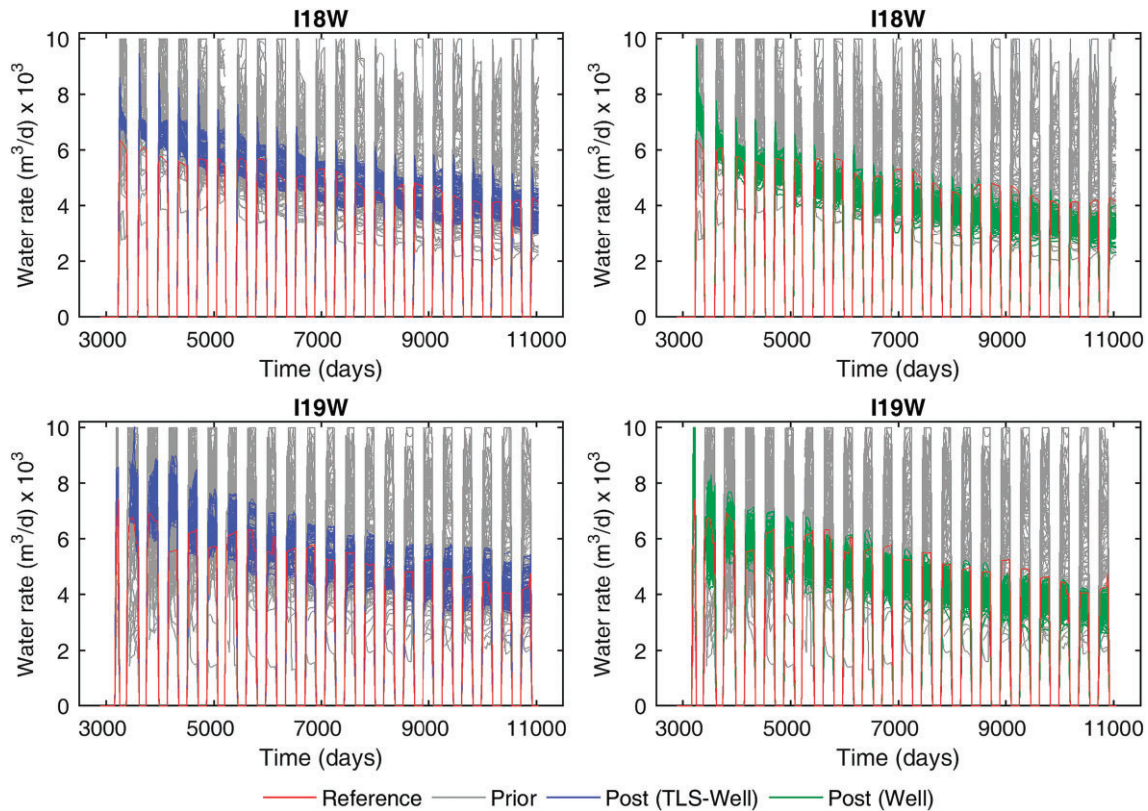 I18W
I18W
10
8
6
4
2
0
Water rate (m³/d) x 10³
3000 5000 7000 9000 11000
Time (days)
10
8
6
4
2
0
Water rate (m³/d) x 10³
3000 5000 7000 9000 11000
Time (days)
I19W
I19W
10
8
6
4
2
0
Water rate (m³/d) x 10³
3000 5000 7000 9000 11000
Time (days)
10
8
6
4
2
0
Water rate (m³/d) x 10³
3000 5000 7000 9000 11000
Time (days)
Reference Prior Post (TLS-Well) Post (Well)